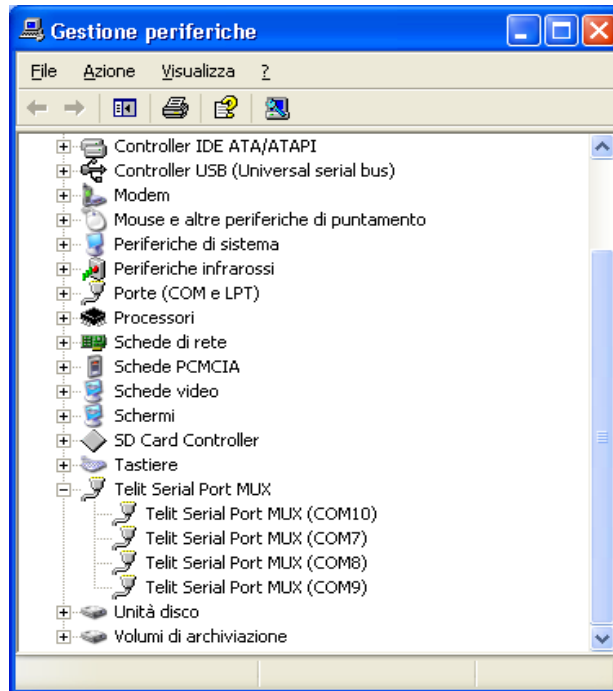 Gestione periferiche
File Azione Visualizza ?
Controller IDE ATA/ATAPI
Controller USB (Universal serial bus)
Modem
Mouse e altre periferiche di puntamento
Periferiche di sistema
Periferiche infrarossi
Porte (COM e LPT)
Processori
Schede di rete
Schede PCMCIA
Schede video
Schermi
SD Card Controller
Tastiere
Telit Serial Port MUX
Telit Serial Port MUX (COM10)
Telit Serial Port MUX (COM7)
Telit Serial Port MUX (COM8)
Telit Serial Port MUX (COM9)
Unità disco
Volumi di archiviazione